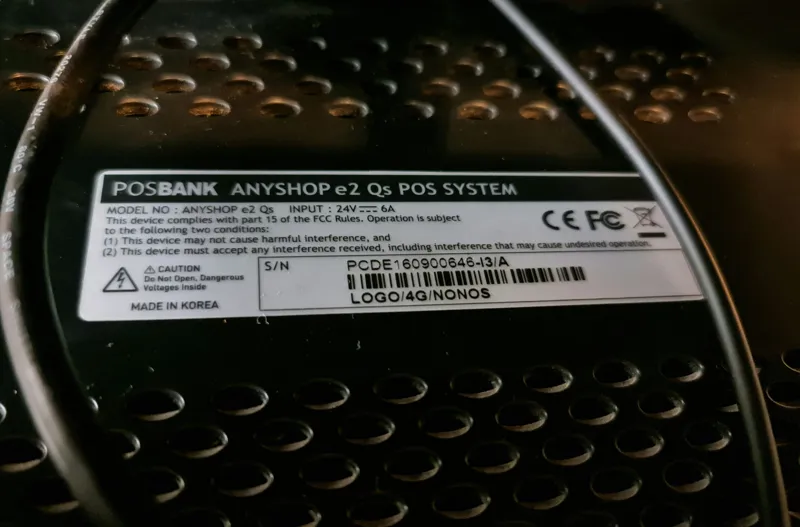 POSBANK ANYSHOP e2 Qs POS SYSTEM
MODEL NO : ANYSHOP e2 Qs INPUT : 24V⎓ 6A
This device complies with part 15 of the FCC Rules. Operation is subject
to the following two conditions:
(1) This device may not cause harmful interference, and
(2) This device must accept any interference received, including interference that may cause undesired operation.
CE FC
CAUTION
Do Not Open, Dangerous
Voltages Inside
MADE IN KOREA
S/N
PCDE160900646-I3/A
LOGO/4G/NONOS